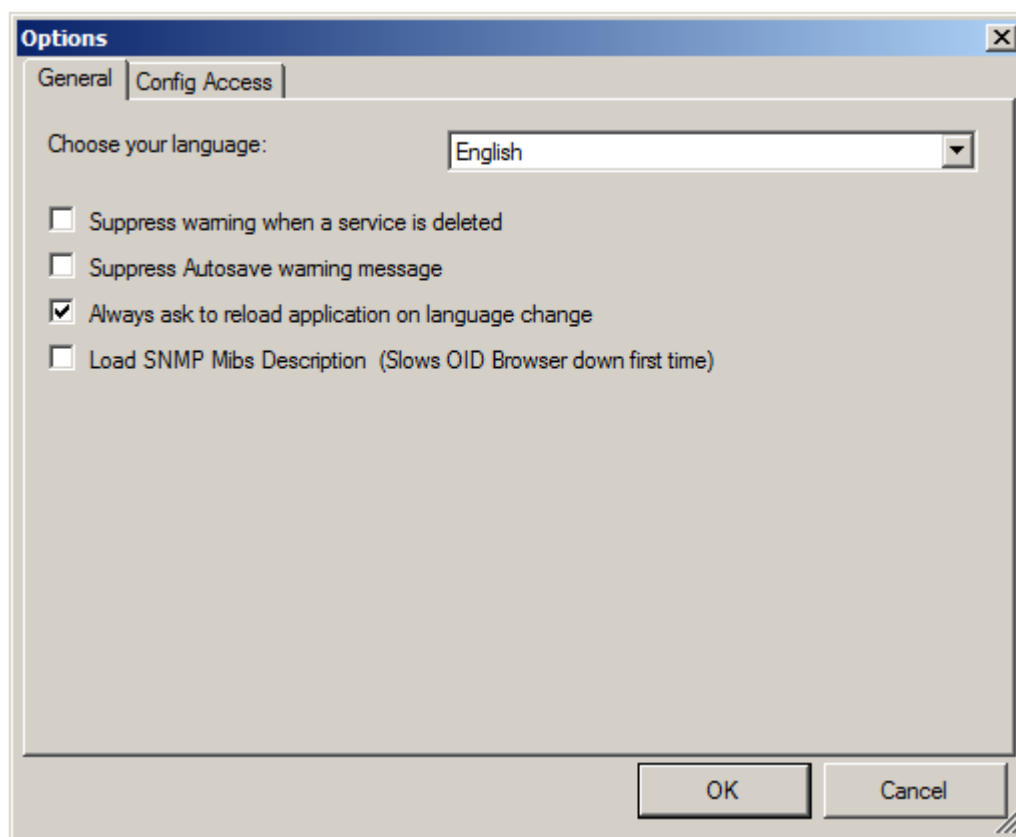 Options
General
Config Access
Choose your language:
English
Suppress warning when a service is deleted
Suppress Autosave warning message
Always ask to reload application on language change
Load SNMP Mibs Description  (Slows OID Browser down first time)
OK
Cancel